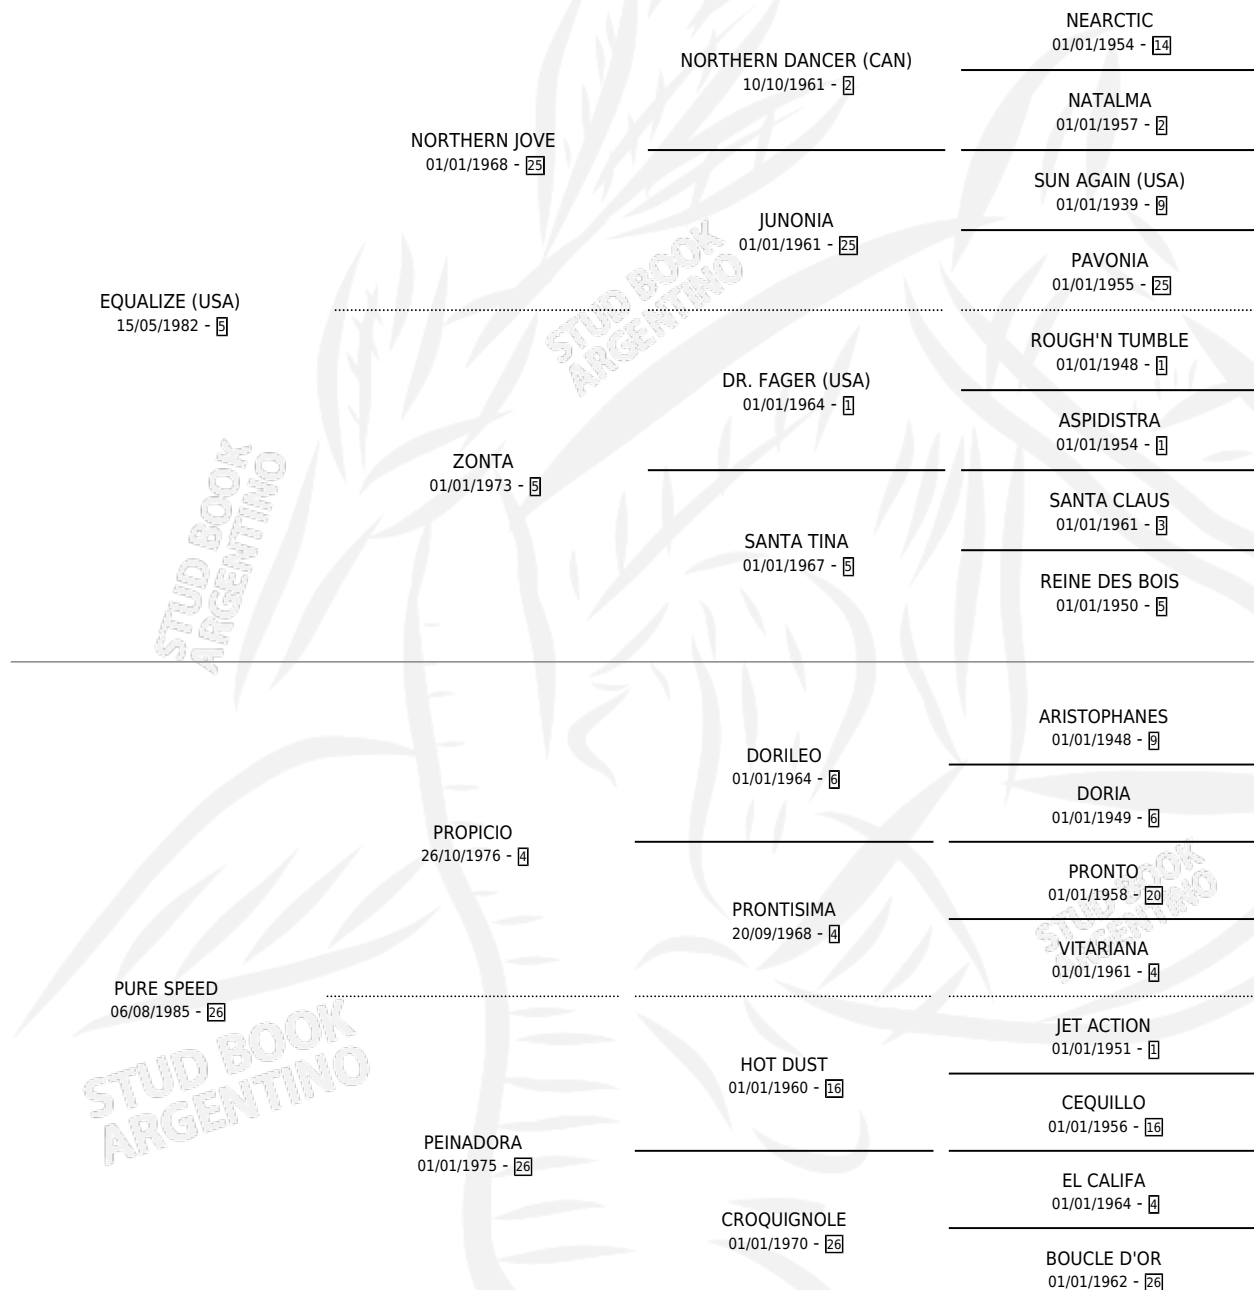 NEARCTIC
01/01/1954 - 14
NORTHERN DANCER (CAN)
10/10/1961 - 2
NATALMA
01/01/1957 - 2
NORTHERN JOVE
01/01/1968 - 25
SUN AGAIN (USA)
01/01/1939 - 9
JUNONIA
01/01/1961 - 25
PAVONIA
01/01/1955 - 25
EQUALIZE (USA)
15/05/1982 - 5
ROUGH'N TUMBLE
01/01/1948 - 1
DR. FAGER (USA)
01/01/1964 - 1
ASPIDISTRA
01/01/1954 - 1
ZONTA
01/01/1973 - 5
SANTA CLAUS
01/01/1961 - 3
SANTA TINA
01/01/1967 - 5
REINE DES BOIS
01/01/1950 - 5
ARISTOPHANES
01/01/1948 - 9
DORILEO
01/01/1964 - 6
DORIA
01/01/1949 - 6
PROPICIO
26/10/1976 - 4
PRONTO
01/01/1958 - 20
PRONTISIMA
20/09/1968 - 4
VITARIANA
01/01/1961 - 4
PURE SPEED
06/08/1985 - 26
JET ACTION
01/01/1951 - 1
HOT DUST
01/01/1960 - 16
CEQUILLO
01/01/1956 - 16
PEINADORA
01/01/1975 - 26
EL CALIFA
01/01/1964 - 4
CROQUIGNOLE
01/01/1970 - 26
BOUCLE D'OR
01/01/1962 - 26
STUD BOOK
ARGENTINO
STUD BOOK
ARGENTINO
STUD BOOK
ARGENTINO
STUD BOOK
ARGENTINO